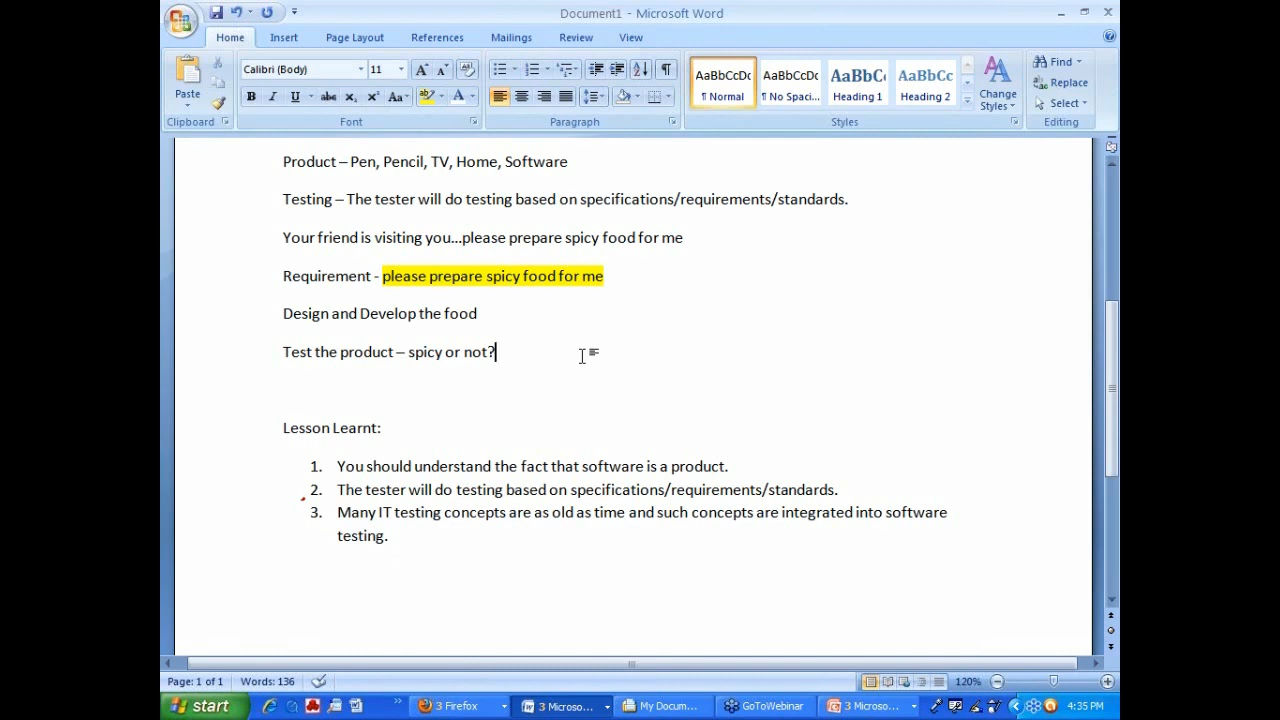 Document1 - Microsoft Word
Home Insert Page Layout References Mailings Review View
Calibri (Body) 11
Paste
AaBbCcDc AaBbCcDc AaBbC AaBbCc
¶ Normal ¶ No Spaci... Heading 1 Heading 2
Change Styles
Find
Replace
Select
Clipboard Font Paragraph Styles Editing
Product – Pen, Pencil, TV, Home, Software
Testing – The tester will do testing based on specifications/requirements/standards.
Your friend is visiting you...please prepare spicy food for me
Requirement - please prepare spicy food for me
Design and Develop the food
Test the product – spicy or not?
Lesson Learnt:
1. You should understand the fact that software is a product.
2. The tester will do testing based on specifications/requirements/standards.
3. Many IT testing concepts are as old as time and such concepts are integrated into software
testing.
Page: 1 of 1 Words: 136 120%
start 3 Firefox 3 Microso... My Docum... GoToWebinar 3 Microso... 4:35 PM